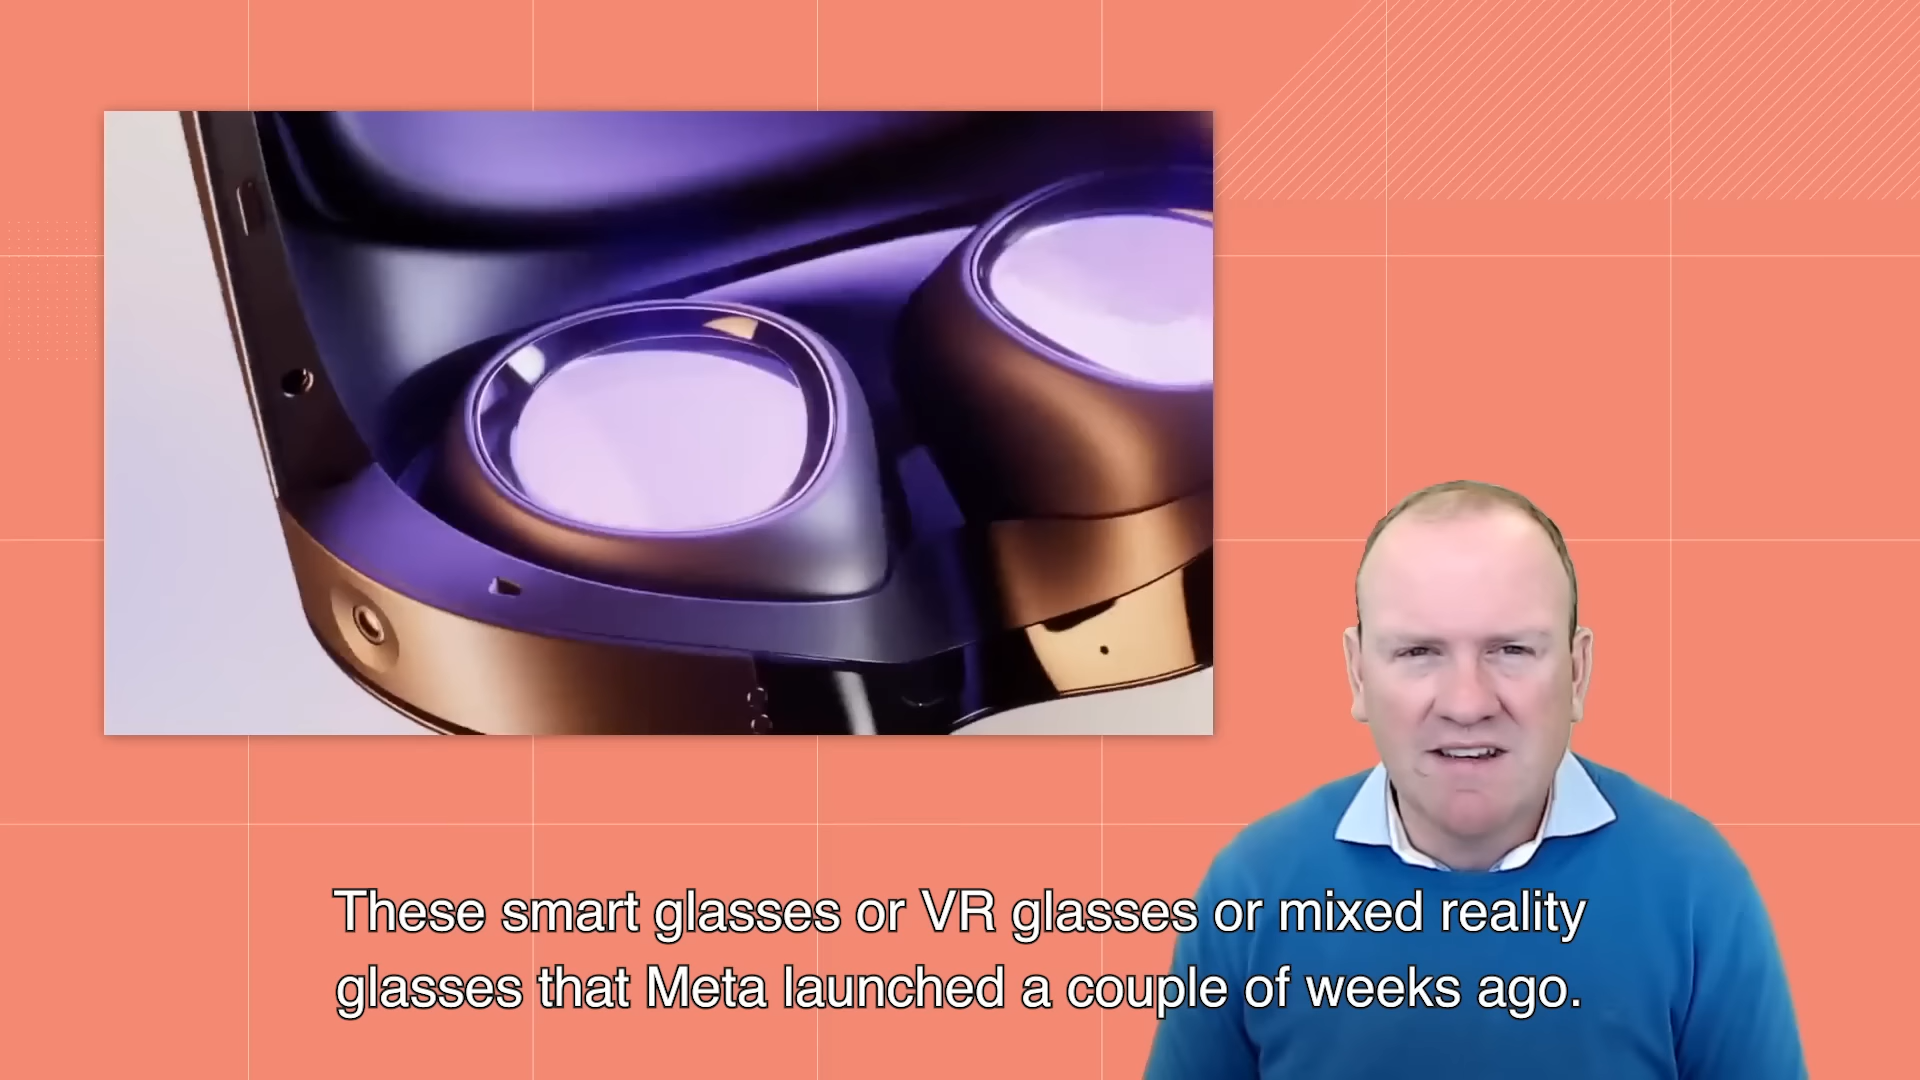 These smart glasses or VR glasses or mixed reality
glasses that Meta launched a couple of weeks ago.